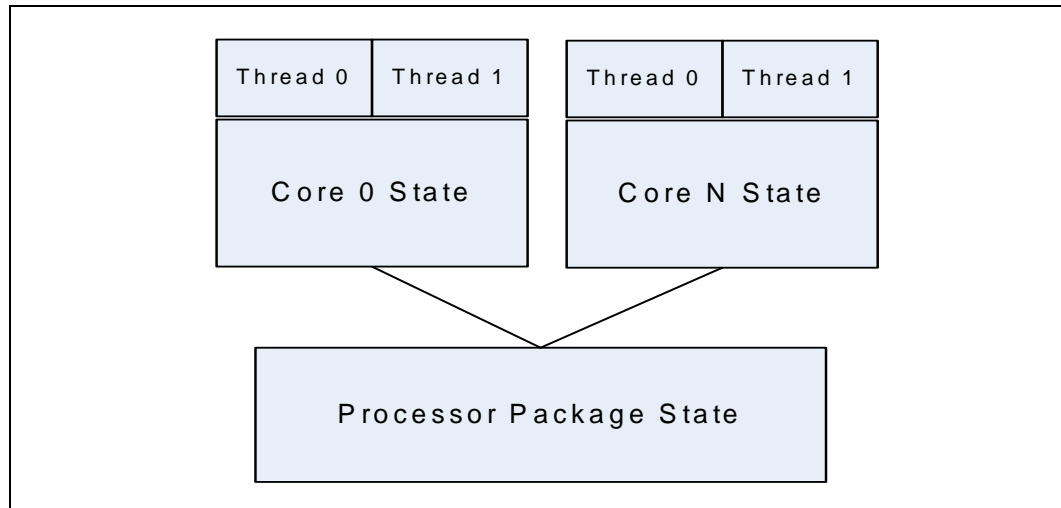 Thread 0 Thread 1 Thread 0 Thread 1
Core 0 State Core N State
Processor Package State